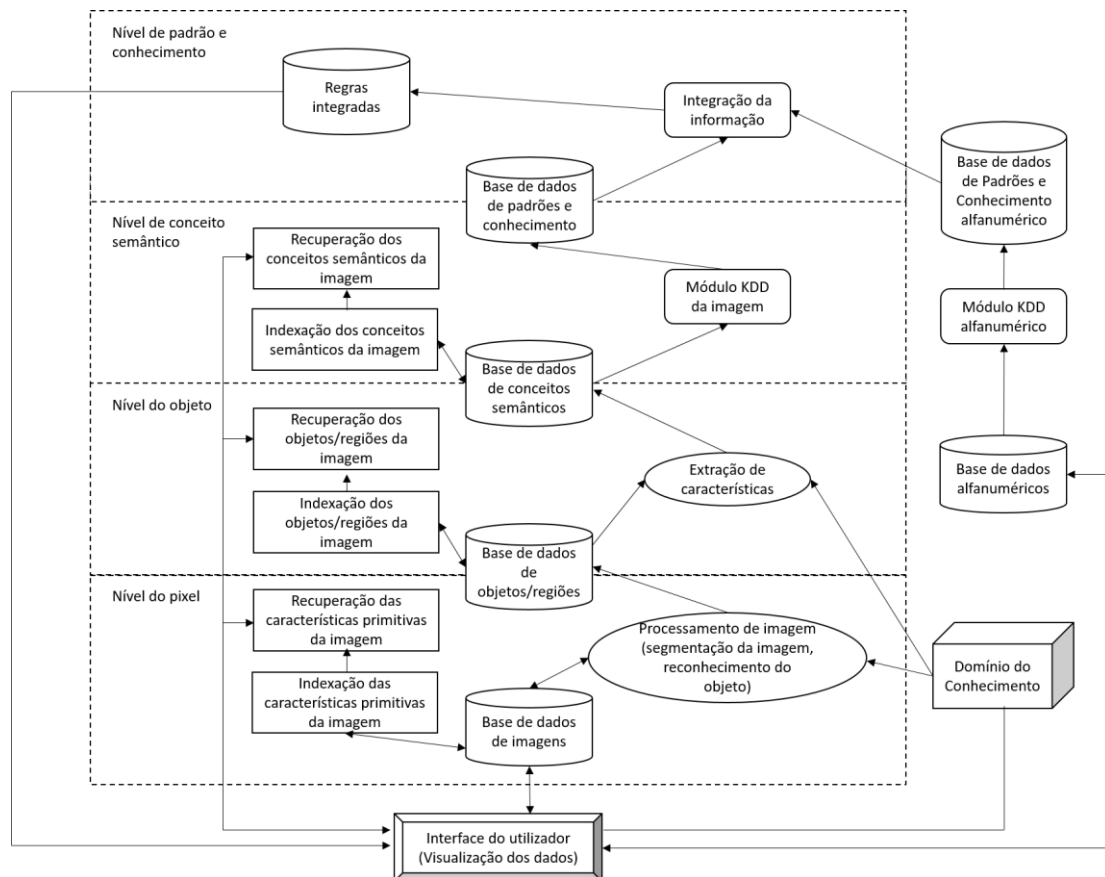 Nível de padrão e
conhecimento
Regras
integradas
Integração da
informação
Base de dados
de Padrões e
Conhecimento
alfanumérico
Base de dados
de padrões e
conhecimento
Nível de conceito
semântico
Recuperação dos
conceitos semânticos da
imagem
Módulo KDD
da imagem
Módulo KDD
alfanumérico
Indexação dos conceitos
semânticos da imagem
Base de dados
de conceitos
semânticos
Nível do objeto
Recuperação dos
objetos/regiões da
imagem
Extração de
características
Base de dados
alfanuméricos
Indexação dos
objetos/regiões da
imagem
Base de dados
de
objetos/regiões
Nível do pixel
Recuperação das
características primitivas
da imagem
Processamento de imagem
(segmentação da imagem,
reconhecimento do
objeto)
Domínio do
Conhecimento
Indexação das
características primitivas
da imagem
Base de dados
de imagens
Interface do utilizador
(Visualização dos dados)